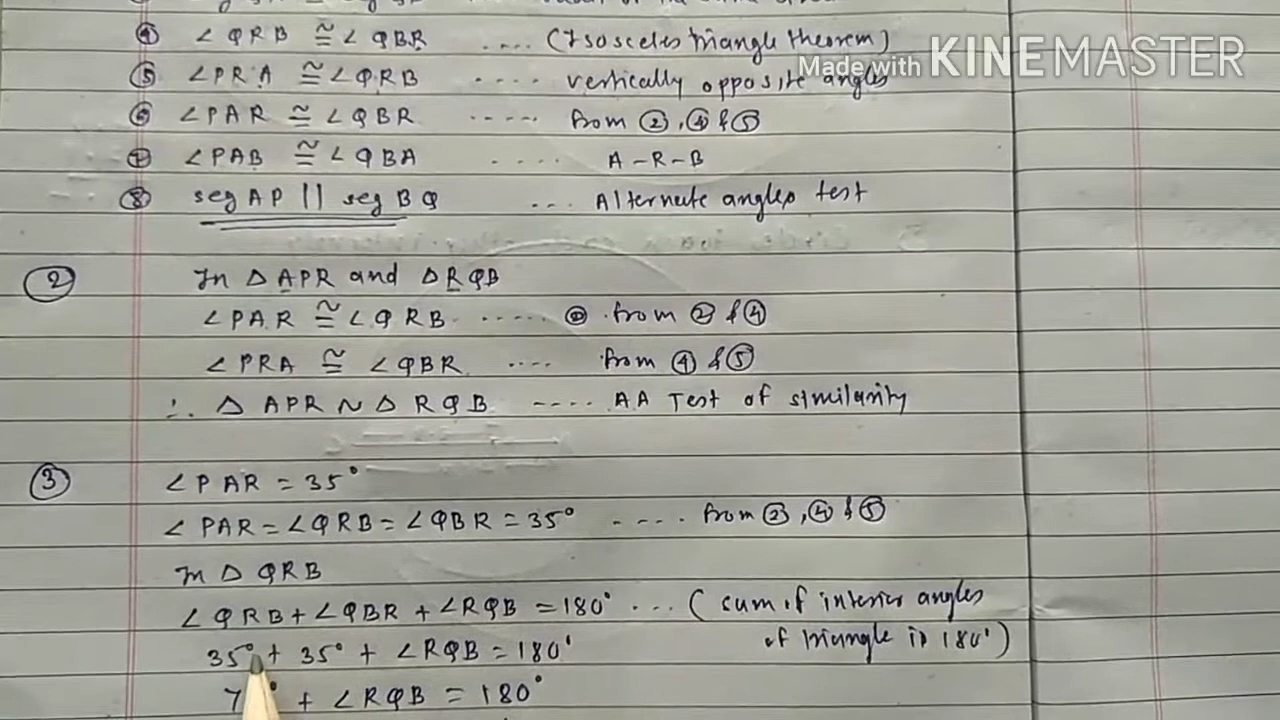 ④ ∠QRB ≅ ∠QBR .... (Isosceles triangle theorem)
Made with KINEMASTER
⑤ ∠PRA ≅ ∠QRB .... vertically opposite angles
⑥ ∠PAR ≅ ∠QBR ..... from ②, ④ & ⑤
⑦ ∠PAB ≅ ∠QBA .... A-R-B
⑧ seg AP || seg BQ ... Alternate angles test
② In △APR and △RQB
∠PAR ≅ ∠QRB ..... from ② & ④
∠PRA ≅ ∠QBR .... from ④ & ⑤
∴ △ APR ~ △ RQB .... AA Test of similarity
③ ∠PAR = 35°
∠PAR = ∠QRB = ∠QBR = 35° .... from ②, ④ & ⑤
In △ QRB
∠QRB + ∠QBR + ∠RQB = 180° ... (sum of interior angles
of triangle is 180°)
35° + 35° + ∠RQB = 180°
+ ∠RQB = 180°